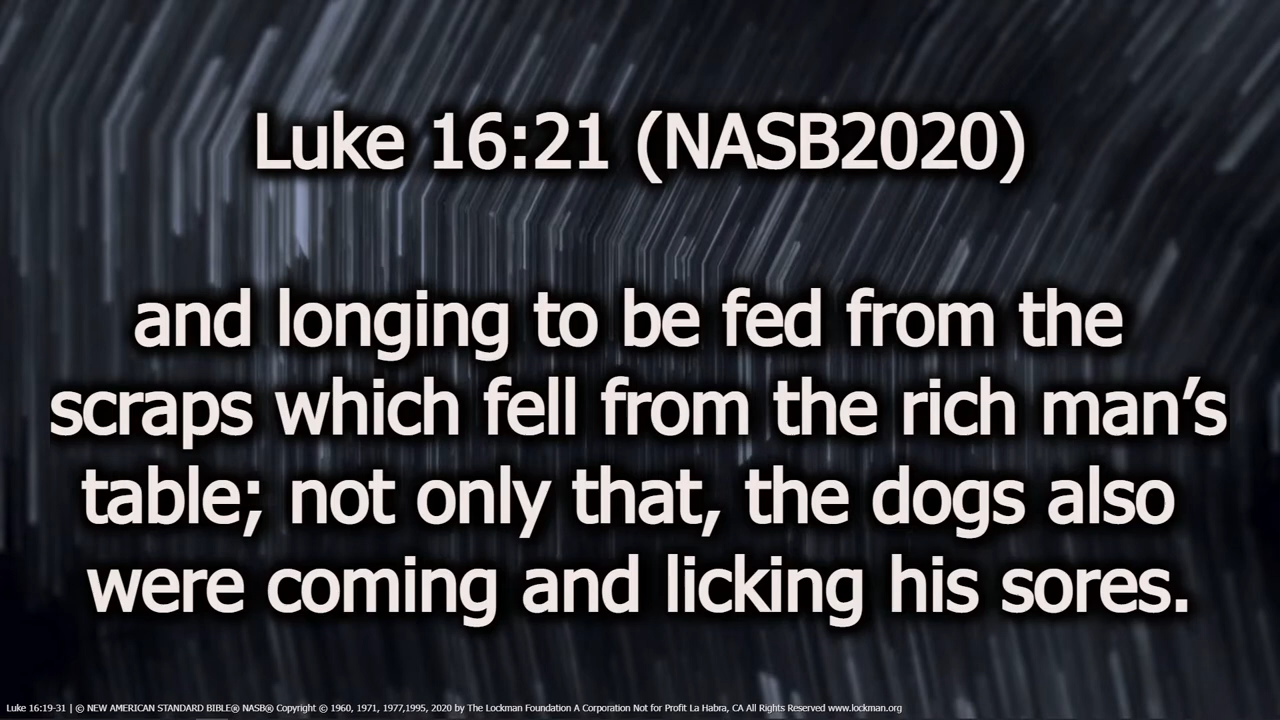 Luke 16:21 (NASB2020)
and longing to be fed from the
scraps which fell from the rich man’s
table; not only that, the dogs also
were coming and licking his sores.
Luke 16:19-31 | © NEW AMERICAN STANDARD BIBLE® NASB® Copyright © 1960, 1971, 1977,1995, 2020 by The Lockman Foundation A Corporation Not for Profit La Habra, CA All Rights Reserved www.lockman.org